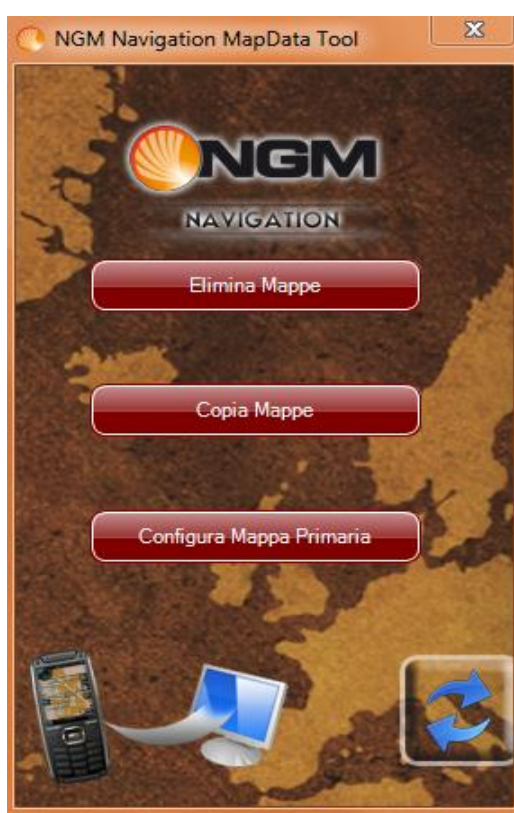 NGM Navigation MapData Tool
NGM
NAVIGATION
Elimina Mappe
Copia Mappe
Configura Mappa Primaria